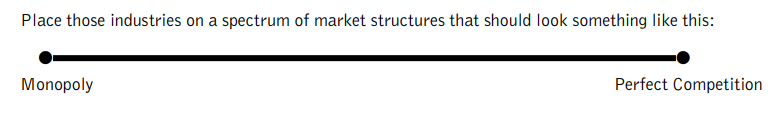 Place those industries on a spectrum of market structures that should look something like this:
Monopoly Perfect Competition